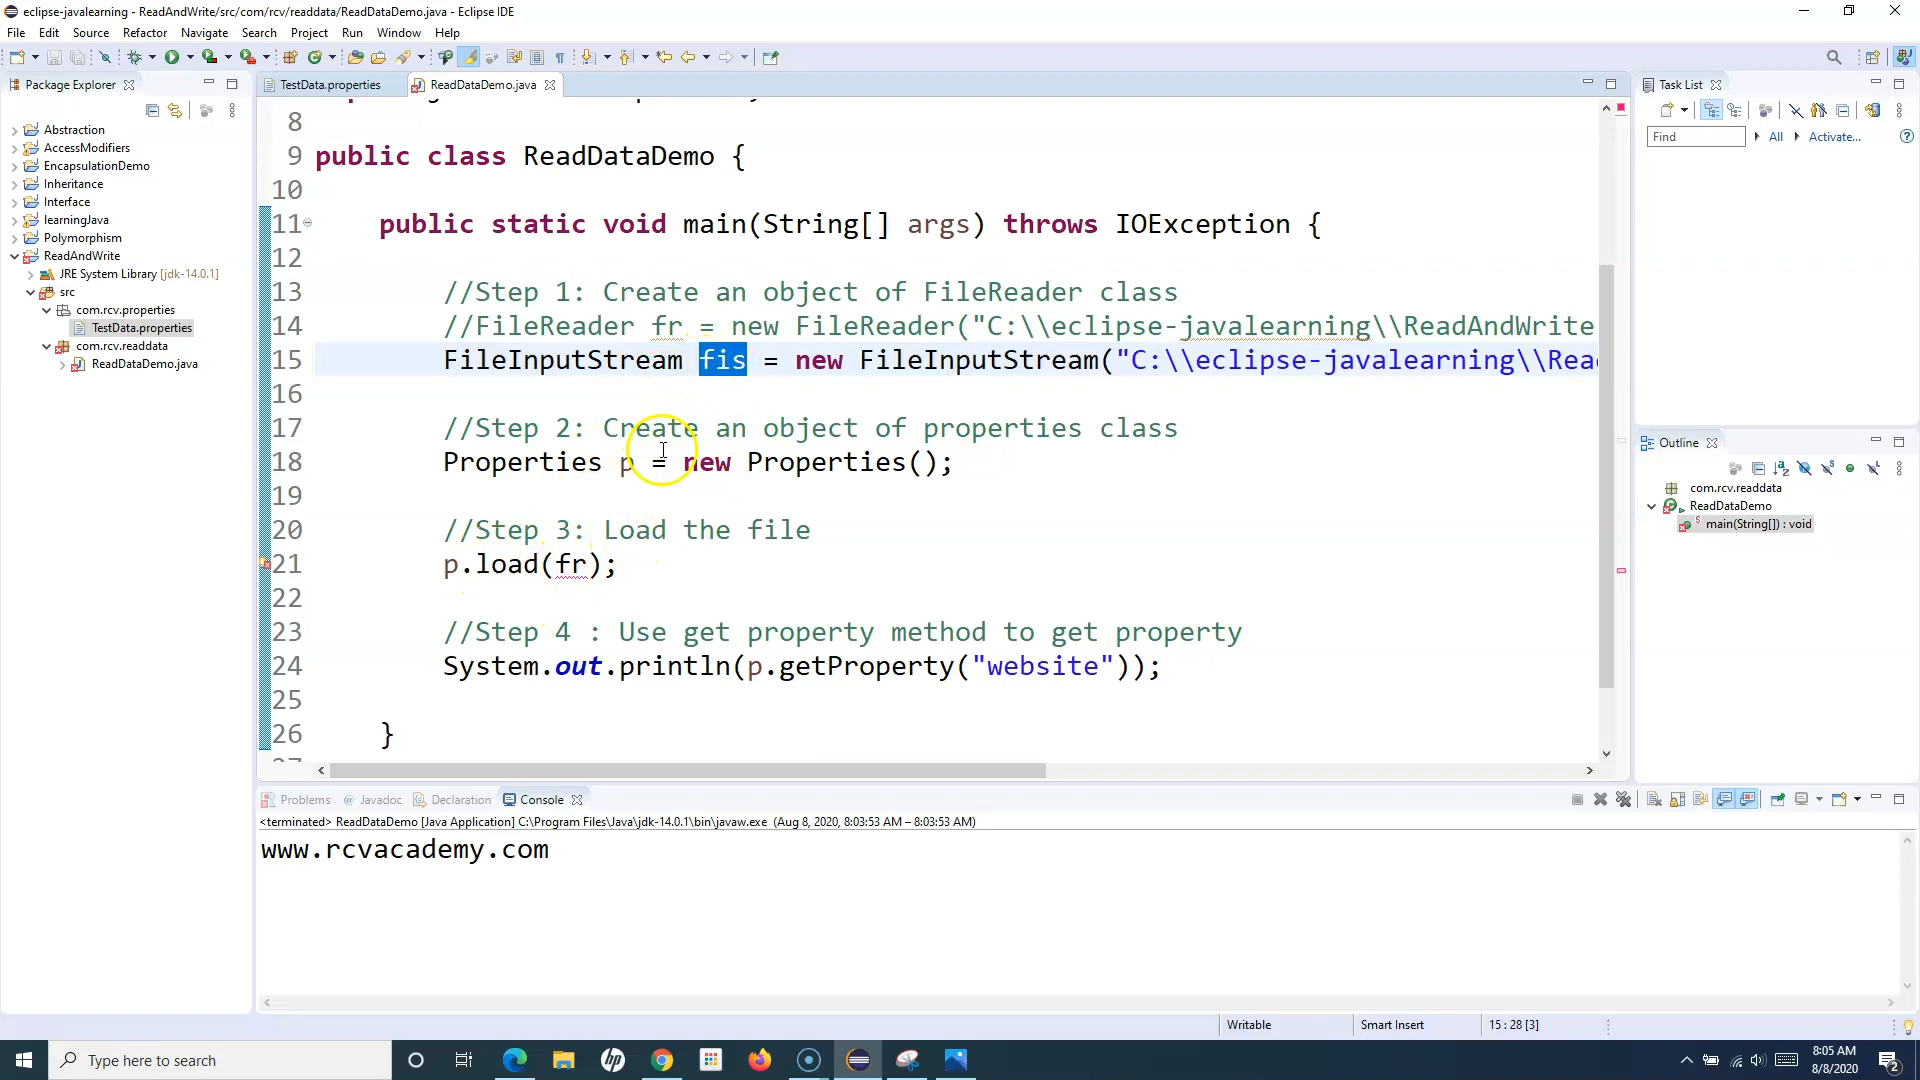 eclipse-javalearning - ReadAndWrite/src/com/rcv/readdata/ReadDataDemo.java - Eclipse IDE
File Edit Source Refactor Navigate Search Project Run Window Help
Package Explorer
Abstraction
AccessModifiers
EncapsulationDemo
Inheritance
Interface
learningJava
Polymorphism
ReadAndWrite
JRE System Library [jdk-14.0.1]
src
com.rcv.properties
TestData.properties
com.rcv.readdata
ReadDataDemo.java
TestData.properties ReadDataDemo.java
8
9 public class ReadDataDemo {
10
11 public static void main(String[] args) throws IOException {
12
13 //Step 1: Create an object of FileReader class
14 //FileReader fr = new FileReader("C:\\eclipse-javalearning\\ReadAndWrite
15 FileInputStream fis = new FileInputStream("C:\\eclipse-javalearning\\Rea
16
17 //Step 2: Create an object of properties class
18 Properties p = new Properties();
19
20 //Step 3: Load the file
21 p.load(fr);
22
23 //Step 4 : Use get property method to get property
24 System.out.println(p.getProperty("website"));
25
26 }
Task List
Find All Activate...
Outline
com.rcv.readdata
ReadDataDemo
main(String[]) : void
Problems @ Javadoc Declaration Console
<terminated> ReadDataDemo [Java Application] C:\Program Files\Java\jdk-14.0.1\bin\javaw.exe (Aug 8, 2020, 8:03:53 AM – 8:03:53 AM)
www.rcvacademy.com
Writable Smart Insert 15 : 28 [3]
Type here to search
8:05 AM
8/8/2020
2